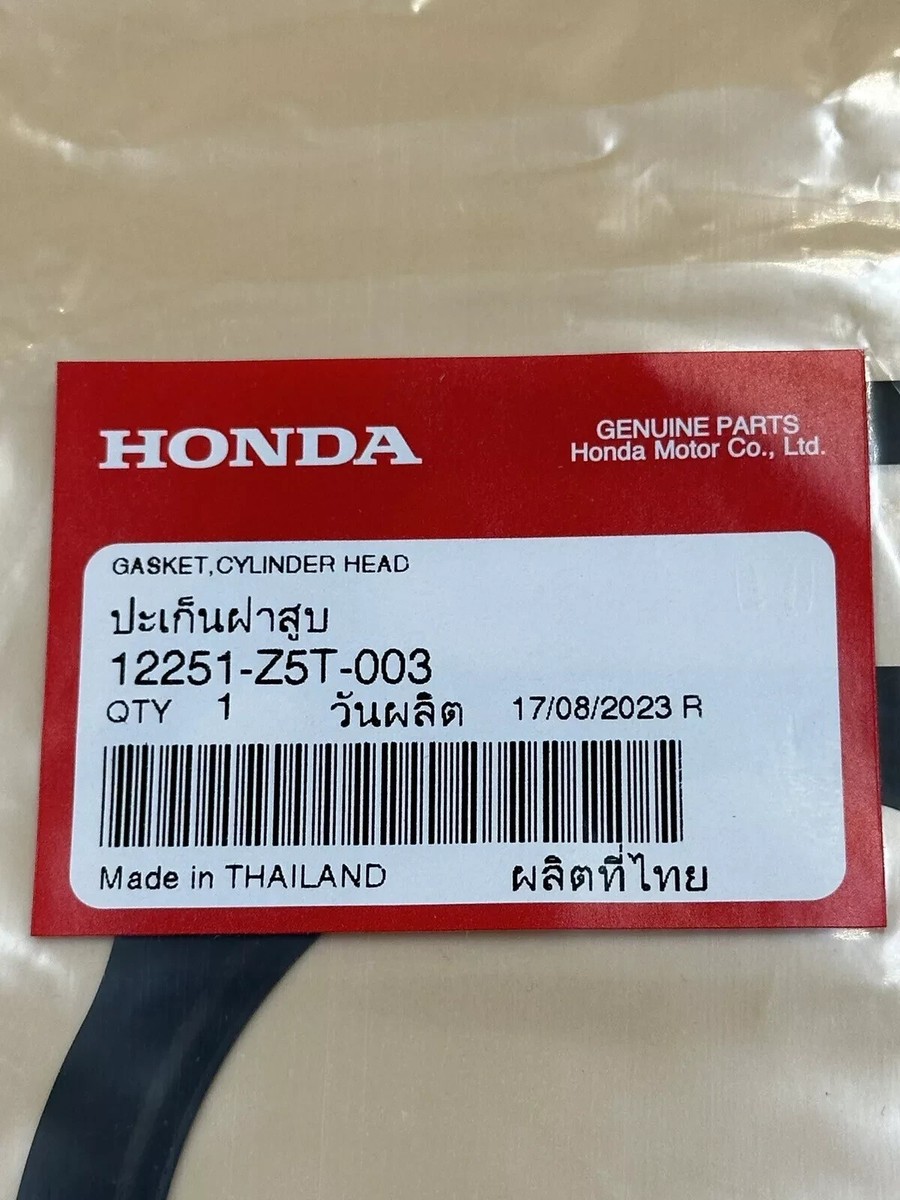 HONDA
GENUINE PARTS
Honda Motor Co., Ltd.
GASKET,CYLINDER HEAD
ปะเก็นฝาสูบ
12251-Z5T-003
QTY 1 วันผลิต 17/08/2023 R
Made in THAILAND ผลิตที่ไทย